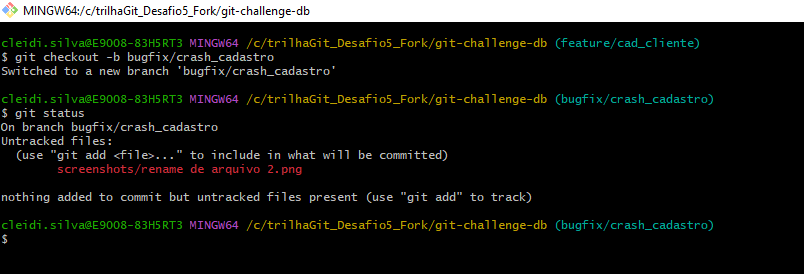 MINGW64:/c/trilhaGit_Desafio5_Fork/git-challenge-db
cleidi.silva@E9008-83H5RT3 MINGW64 /c/trilhaGit_Desafio5_Fork/git-challenge-db (feature/cad_cliente)
$ git checkout -b bugfix/crash_cadastro
Switched to a new branch 'bugfix/crash_cadastro'
cleidi.silva@E9008-83H5RT3 MINGW64 /c/trilhaGit_Desafio5_Fork/git-challenge-db (bugfix/crash_cadastro)
$ git status
On branch bugfix/crash_cadastro
Untracked files:
(use "git add <file>..." to include in what will be committed)
screenshots/rename de arquivo 2.png
nothing added to commit but untracked files present (use "git add" to track)
cleidi.silva@E9008-83H5RT3 MINGW64 /c/trilhaGit_Desafio5_Fork/git-challenge-db (bugfix/crash_cadastro)
$